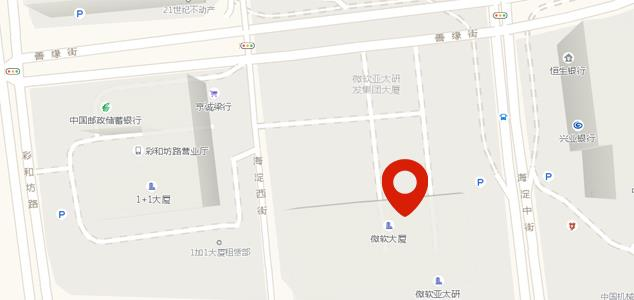 21世纪不动产
P
善缘街
善缘街
恒生银行
微软亚太研
发集团大厦
亨诚梁行
中国邮政储蓄银行
兴业银行
彩和坊路营业厅
彩和坊路
海淀西街
海淀中街
P
P
1+1大厦
P
微软大厦
1加1大厦租赁部
微软亚太研
中国机械